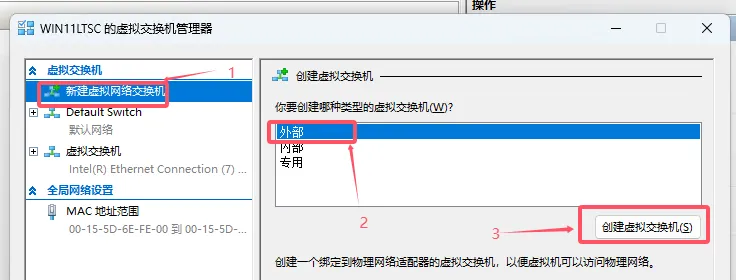 操作
WIN11LTSC 的虚拟交换机管理器
虚拟交换机
新建虚拟网络交换机
1
Default Switch
默认网络
虚拟交换机
Intel(R) Ethernet Connection (7) ...
全局网络设置
MAC 地址范围
00-15-5D-6E-FE-00 到 00-15-5D-...
创建虚拟交换机
你要创建哪种类型的虚拟交换机(W)?
外部
内部
专用
2
3
创建虚拟交换机(S)
创建一个绑定到物理网络适配器的虚拟交换机，以便虚拟机可以访问物理网络。